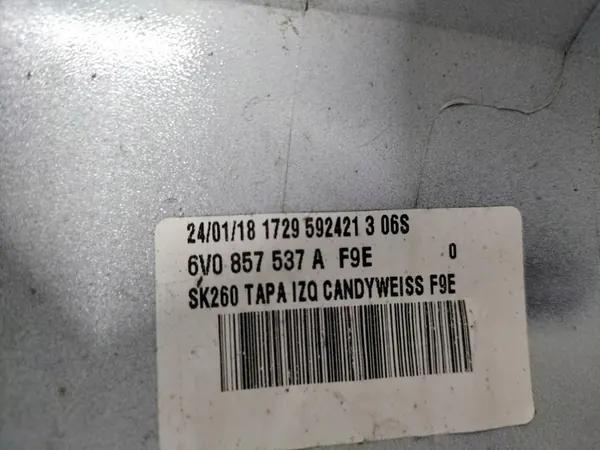 24/01/18 1729 592421 3 06S
6V0 857 537 A F9E 0
SK260 TAPA IZQ CANDYWEISS F9E